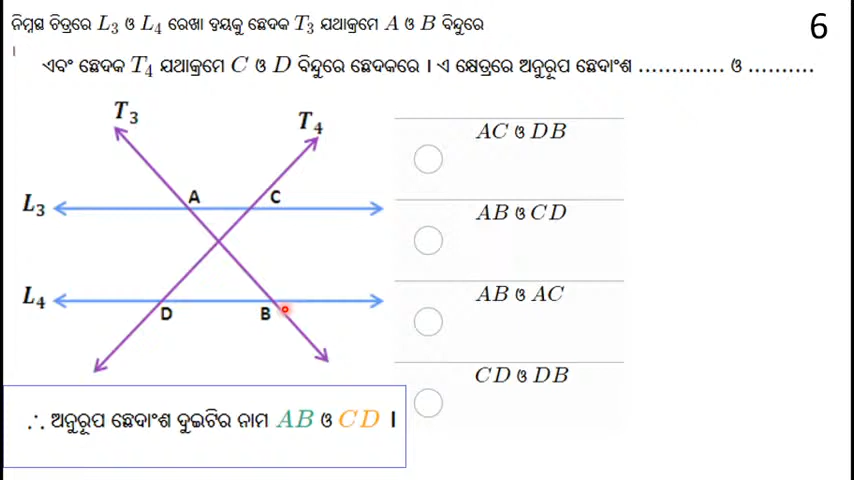 ନିମ୍ନସ୍ଥ ଚିତ୍ରରେ L₃ ଓ L₄ ରେଖା ଦ୍ୱୟକୁ ଛେଦକ T₃ ଯଥାକ୍ରମେ A ଓ B ବିନ୍ଦୁରେ
6
।
ଏବଂ ଛେଦକ T₄ ଯଥାକ୍ରମେ C ଓ D ବିନ୍ଦୁରେ ଛେଦକରେ । ଏ କ୍ଷେତ୍ରରେ ଅନୁରୂପ ଛେଦାଂଶ ............. ଓ ..........
T₃
T₄
A
C
L₃
L₄
D
B
AC ଓ DB
AB ଓ CD
AB ଓ AC
CD ଓ DB
∴ ଅନୁରୂପ ଛେଦାଂଶ ଦୁଇଟିର ନାମ AB ଓ CD ।